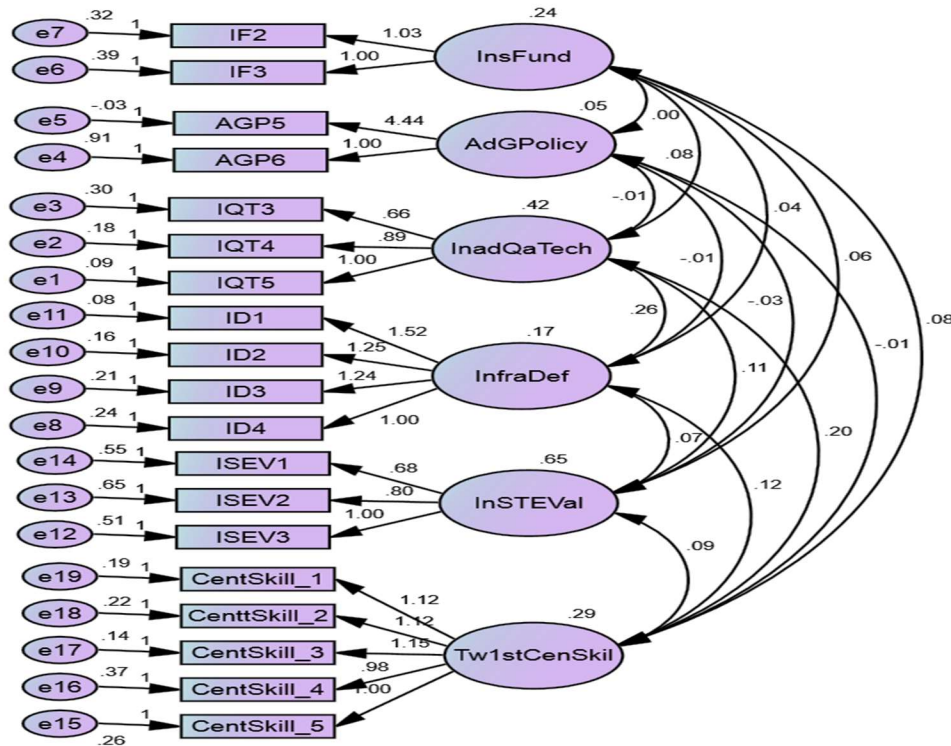 e7 .32 1 IF2 1.03 InsFund .24
e6 .39 1 IF3 1.00
e5 -.03 1 AGP5 4.44 AdGPolicy .05
e4 .91 1 AGP6 1.00
e3 .30 1 IQT3 .66 InadQaTech .42
e2 .18 1 IQT4 .89
e1 .09 1 IQT5 1.00
e11 .08 1 ID1 1.52 InfraDef .17
e10 .16 1 ID2 1.25
e9 .21 1 ID3 1.24
e8 .24 1 ID4 1.00
e14 .55 1 ISEV1 .68 InSTEVal .65
e13 .65 1 ISEV2 .80
e12 .51 1 ISEV3 1.00
e19 .19 1 CentSkill_1 1.12 Tw1stCenSkil .29
e18 .22 1 CenttSkill_2 1.12
e17 .14 1 CentSkill_3 1.15
e16 .37 1 CentSkill_4 .98
e15 .26 1 CentSkill_5 1.00
.00
.08
-.01
.04
-.01
.06
.26
-.03
.08
-.01
.11
.07
.20
.12
.09